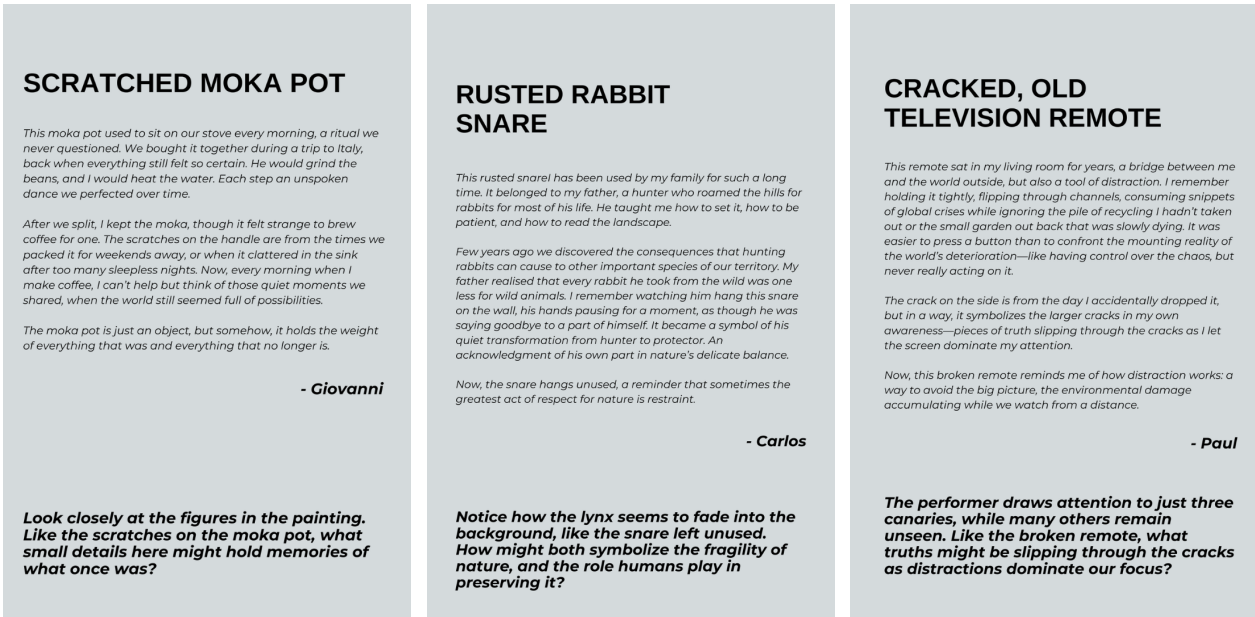 SCRATCHED MOKA POT
This moka pot used to sit on our stove every morning, a ritual we
never questioned. We bought it together during a trip to Italy,
back when everything still felt so certain. He would grind the
beans, and I would heat the water. Each step an unspoken
dance we perfected over time.
After we split, I kept the moka, though it felt strange to brew
coffee for one. The scratches on the handle are from the times we
packed it for weekends away, or when it clattered in the sink
after too many sleepless nights. Now, every morning when I
make coffee, I can't help but think of those quiet moments we
shared, when the world still seemed full of possibilities.
The moka pot is just an object, but somehow, it holds the weight
of everything that was and everything that no longer is.
- Giovanni
Look closely at the figures in the painting.
Like the scratches on the moka pot, what
small details here might hold memories of
what once was?
RUSTED RABBIT
SNARE
This rusted snareI has been used by my family for such a long
time. It belonged to my father, a hunter who roamed the hills for
rabbits for most of his life. He taught me how to set it, how to be
patient, and how to read the landscape.
Few years ago we discovered the consequences that hunting
rabbits can cause to other important species of our territory. My
father realised that every rabbit he took from the wild was one
less for wild animals. I remember watching him hang this snare
on the wall, his hands pausing for a moment, as though he was
saying goodbye to a part of himself. It became a symbol of his
quiet transformation from hunter to protector. An
acknowledgment of his own part in nature's delicate balance.
Now, the snare hangs unused, a reminder that sometimes the
greatest act of respect for nature is restraint.
- Carlos
Notice how the lynx seems to fade into the
background, like the snare left unused.
How might both symbolize the fragility of
nature, and the role humans play in
preserving it?
CRACKED, OLD
TELEVISION REMOTE
This remote sat in my living room for years, a bridge between me
and the world outside, but also a tool of distraction. I remember
holding it tightly, flipping through channels, consuming snippets
of global crises while ignoring the pile of recycling I hadn't taken
out or the small garden out back that was slowly dying. It was
easier to press a button than to confront the mounting reality of
the world's deterioration—like having control over the chaos, but
never really acting on it.
The crack on the side is from the day I accidentally dropped it,
but in a way, it symbolizes the larger cracks in my own
awareness—pieces of truth slipping through the cracks as I let
the screen dominate my attention.
Now, this broken remote reminds me of how distraction works: a
way to avoid the big picture, the environmental damage
accumulating while we watch from a distance.
- Paul
The performer draws attention to just three
canaries, while many others remain
unseen. Like the broken remote, what
truths might be slipping through the cracks
as distractions dominate our focus?